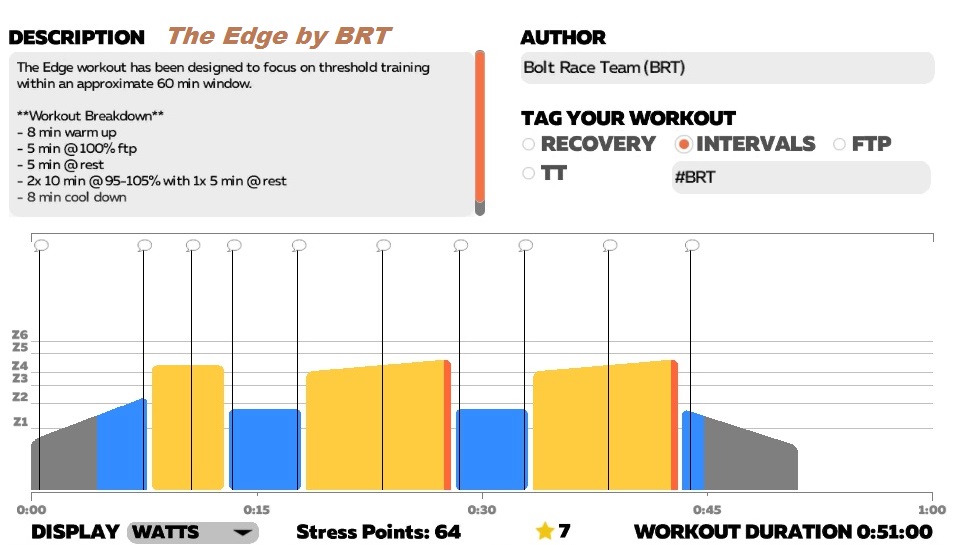 DESCRIPTION The Edge by BRT
The Edge workout has been designed to focus on threshold training
within an approximate 60 min window.
**Workout Breakdown**
- 8 min warm up
- 5 min @100% ftp
- 5 min @rest
- 2x 10 min @95-105% with 1x 5 min @rest
- 8 min cool down
AUTHOR
Bolt Race Team (BRT)
TAG YOUR WORKOUT
RECOVERY INTERVALS FTP
TT #BRT
Z6
Z5
Z4
Z3
Z2
Z1
0:00 0:15 0:30 0:45 1:00
DISPLAY WATTS Stress Points: 64 7 WORKOUT DURATION 0:51:00